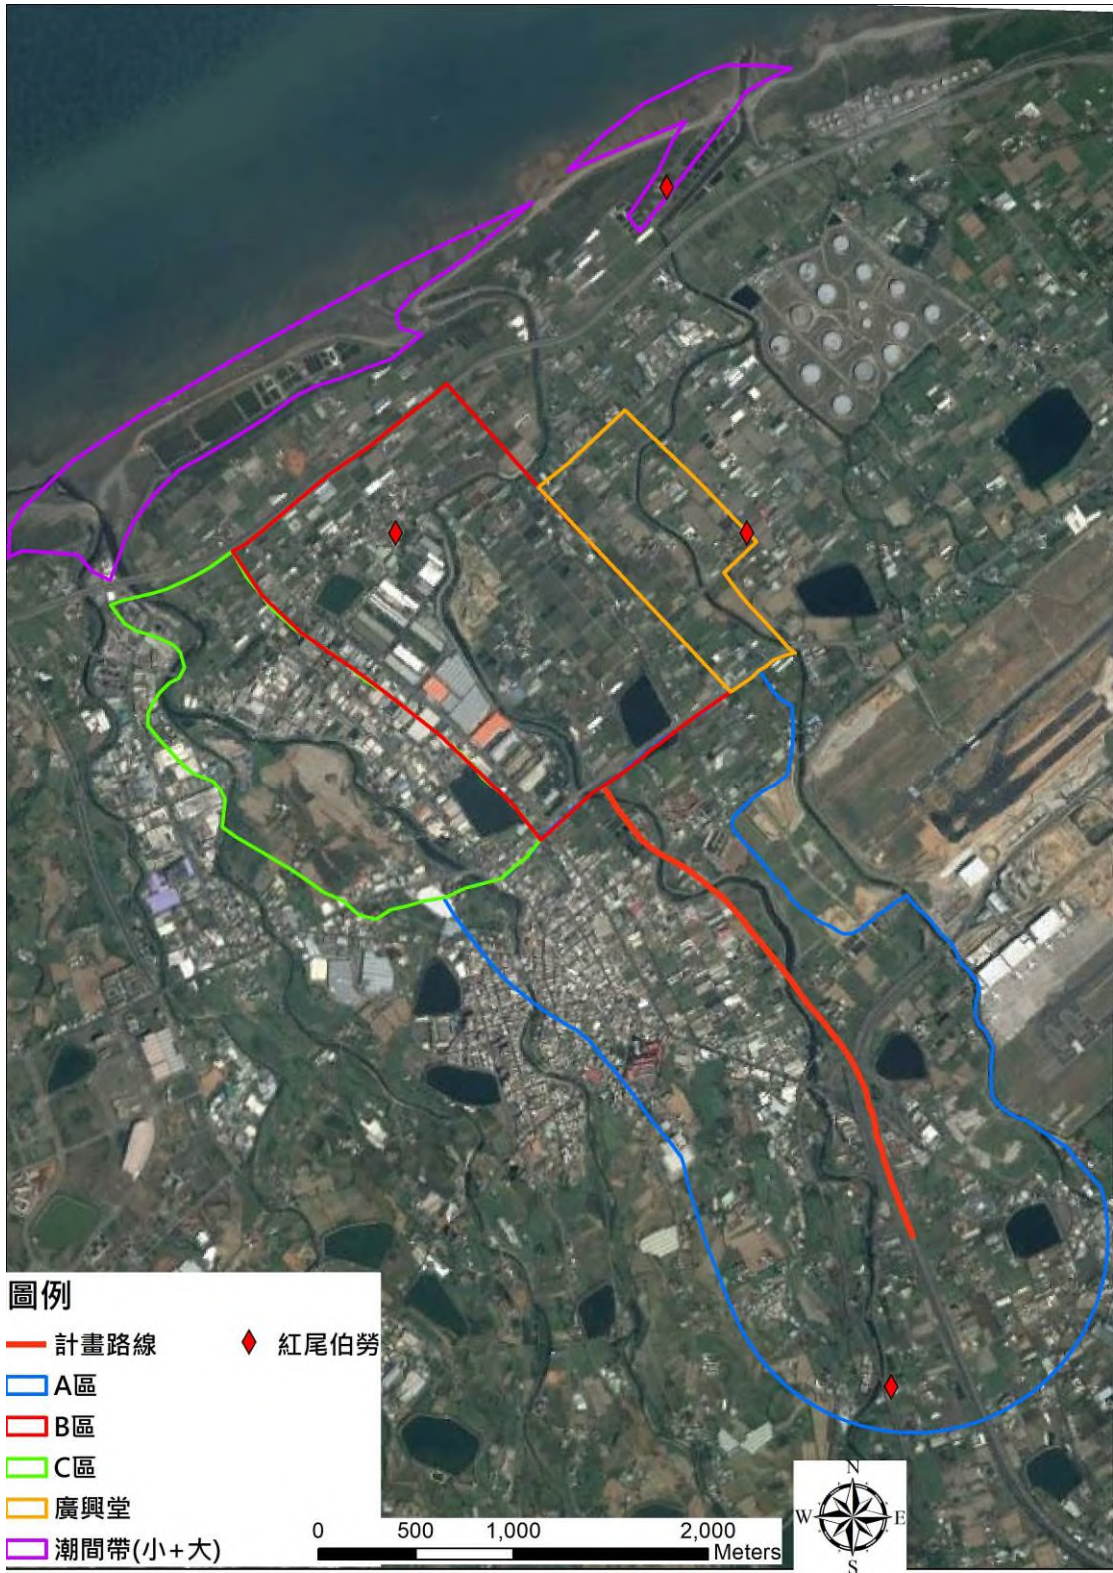 圖例
計畫路線
紅尾伯勞
A區
B區
C區
廣興堂
潮間帶(小+大)
0 500 1,000 2,000
Meters
N
W E
S